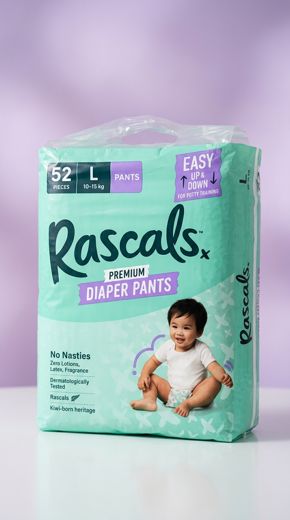 52
PIECES
L
10-15 kg
PANTS
EASY
UP &
DOWN
FOR POTTY TRAINING
Rascals™
PREMIUM
DIAPER PANTS
No Nasties
Zero Lotions,
Latex, Fragrance
Dermatologically
Tested
Rascals
Kiwi-born heritage
L
Rascals